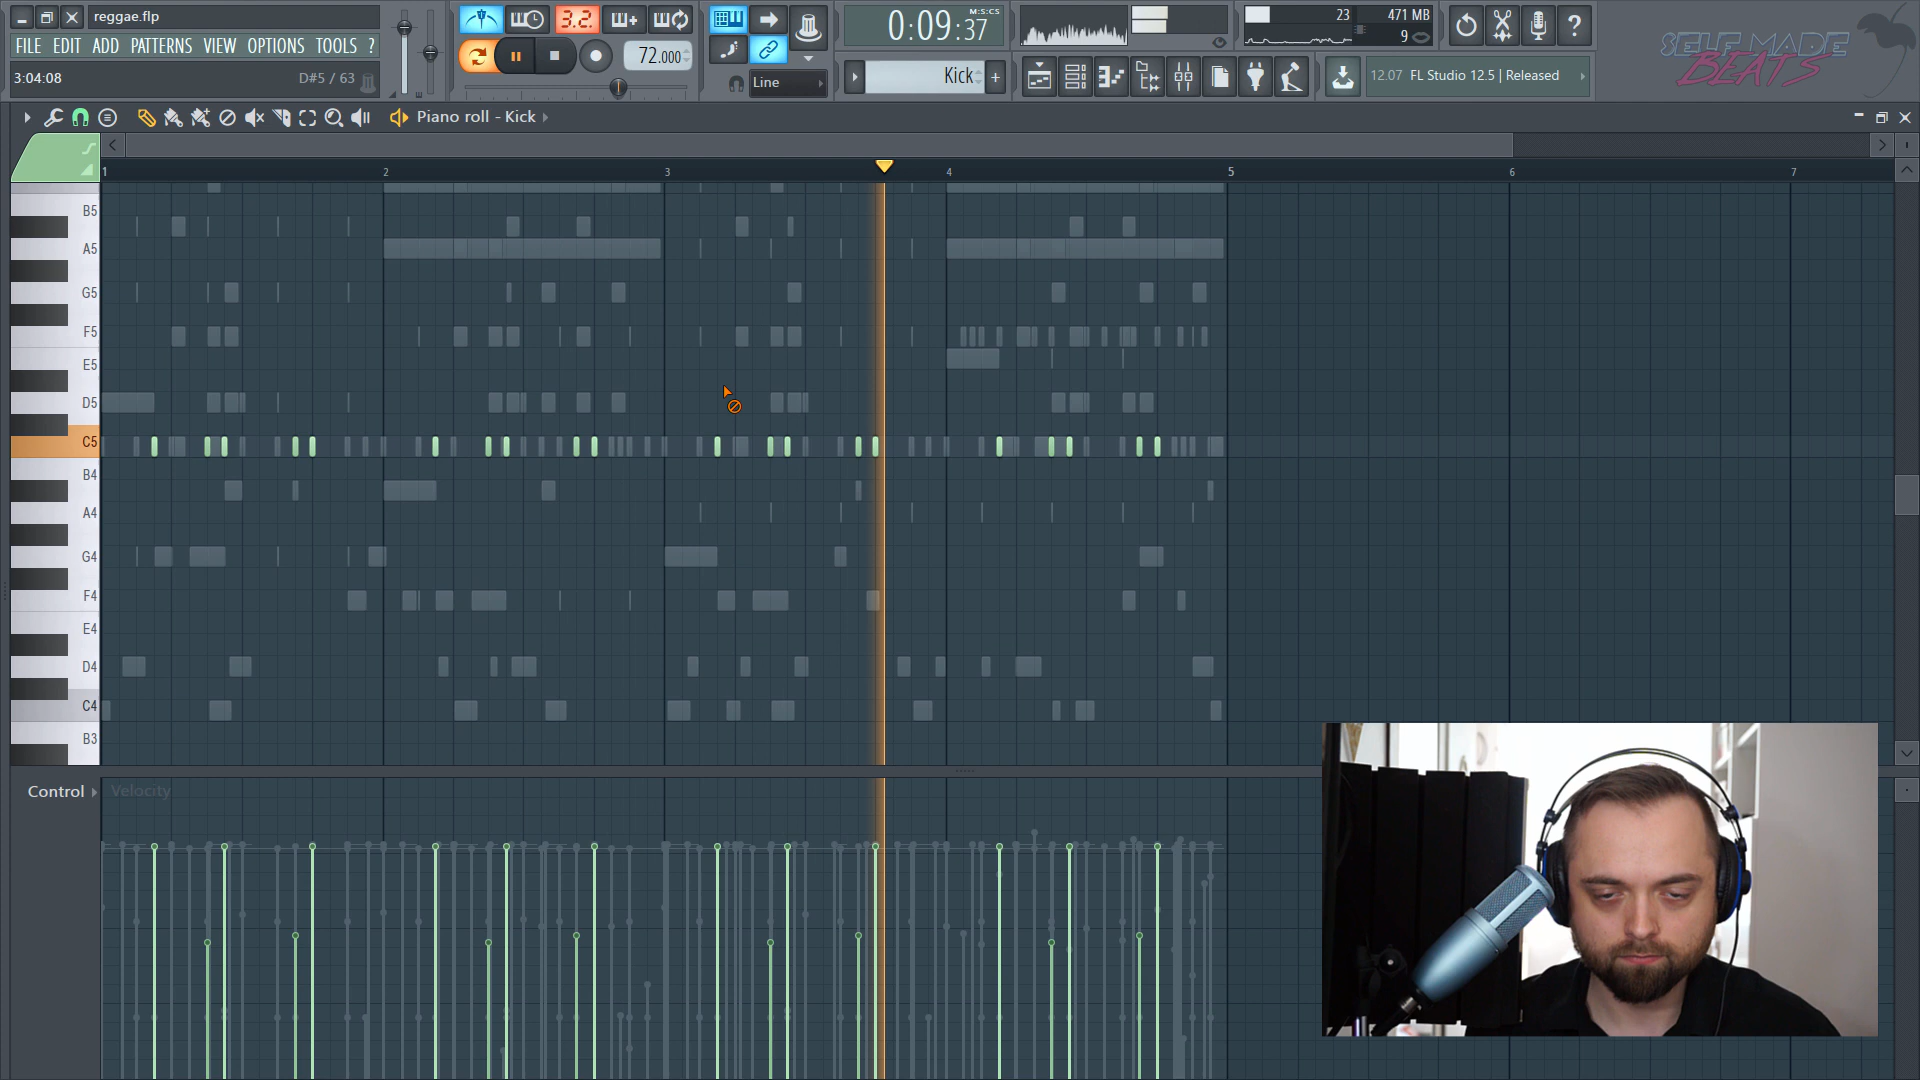 reggae.flp
FILE EDIT ADD PATTERNS VIEW OPTIONS TOOLS ?
3:04:08 D#5 / 63
3.2.
72.000
Line
0:09:37 M:S:CS
Kick +
23 471 MB
9
?
12.07 FL Studio 12.5 | Released
SELF MADE
BEATS
Piano roll - Kick
1 2 3 4 5 6 7
B5
A5
G5
F5
E5
D5
C5
B4
A4
G4
F4
E4
D4
C4
B3
Control Velocity